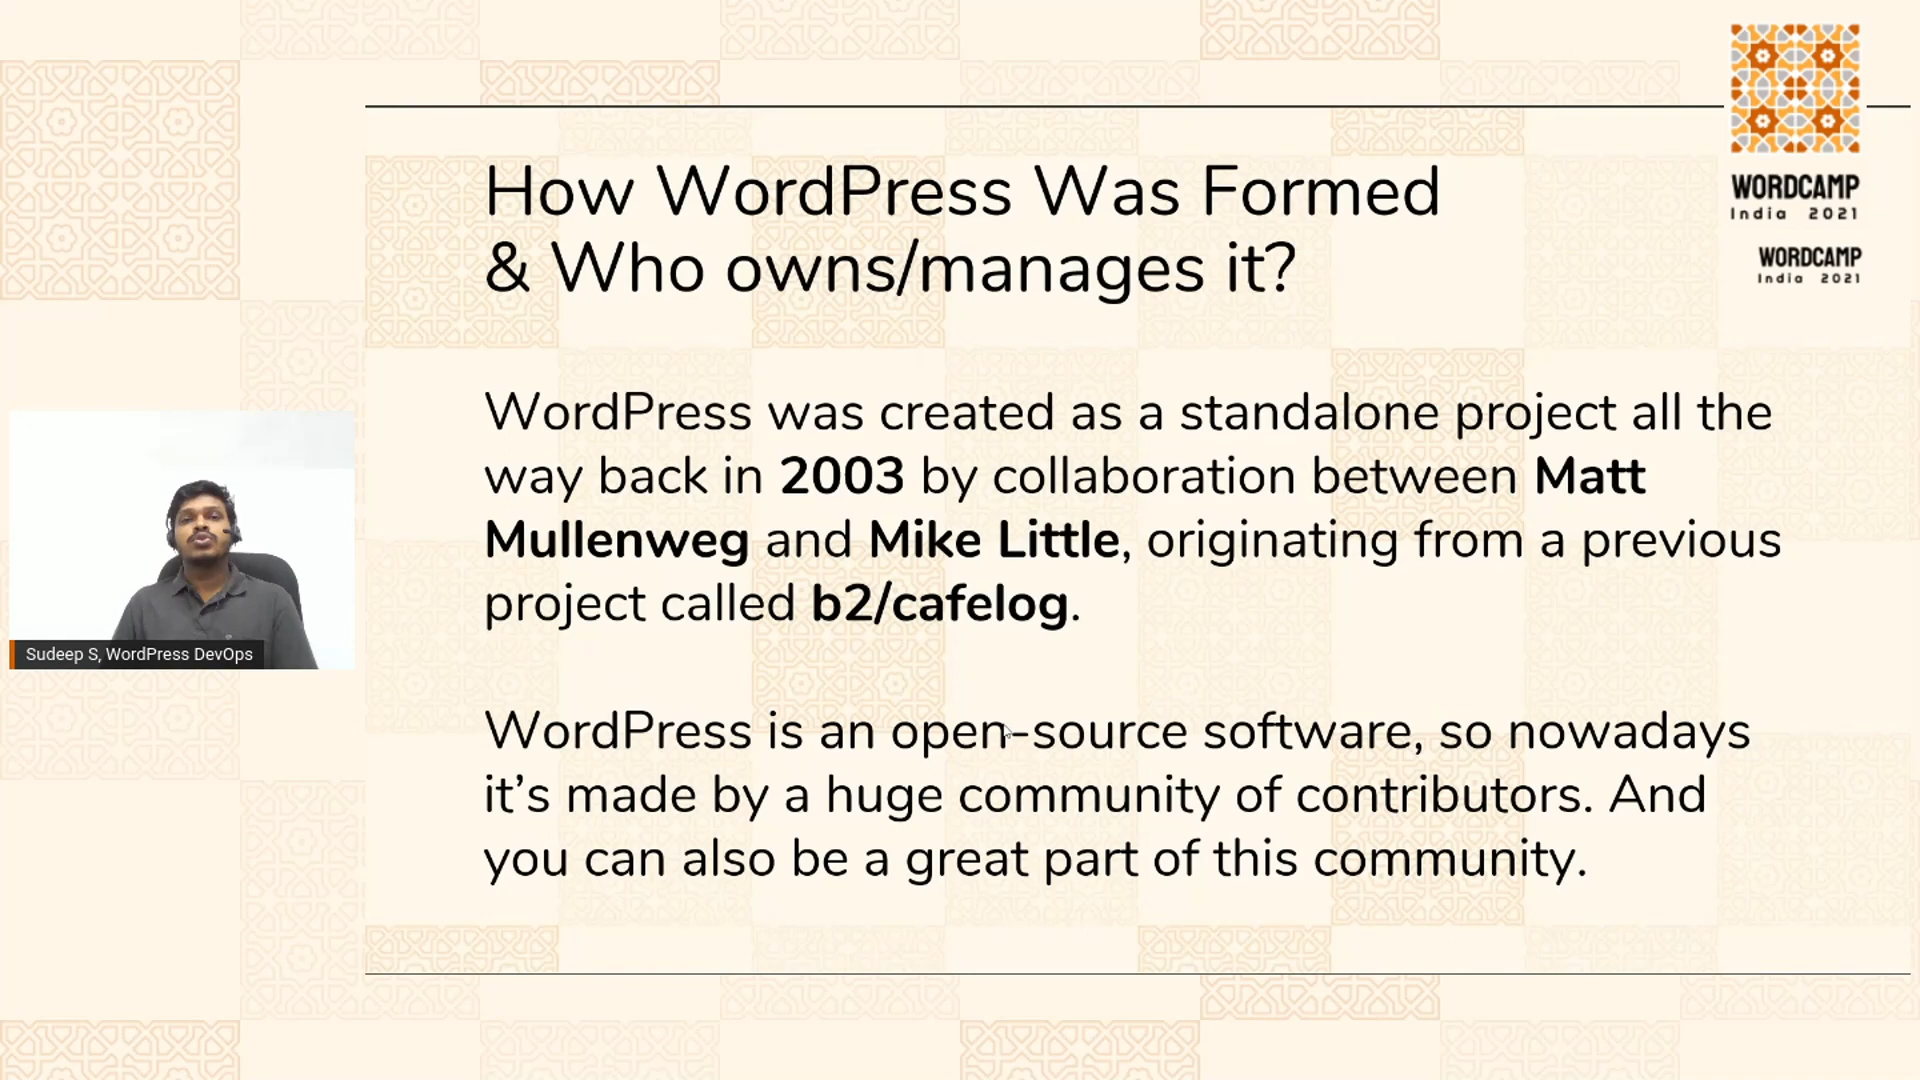 How WordPress Was Formed
& Who owns/manages it?
WORDCAMP
India 2021
WORDCAMP
India 2021
WordPress was created as a standalone project all the
way back in 2003 by collaboration between Matt
Mullenweg and Mike Little, originating from a previous
project called b2/cafelog.
Sudeep S, WordPress DevOps
WordPress is an open-source software, so nowadays
it’s made by a huge community of contributors. And
you can also be a great part of this community.